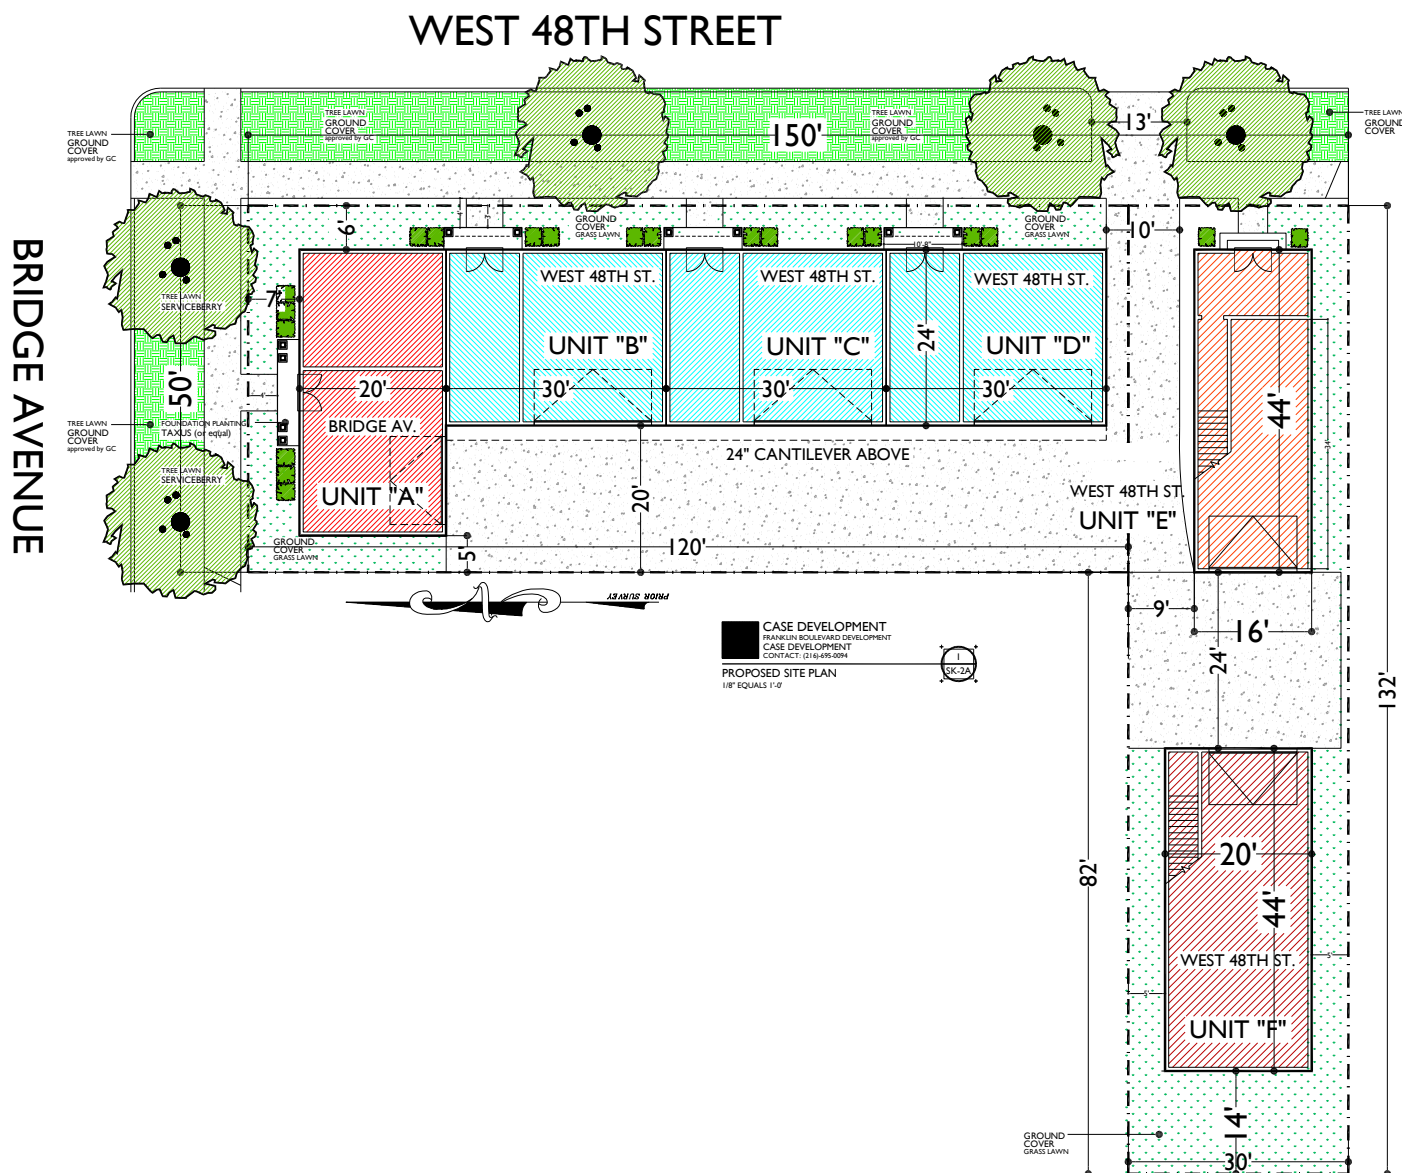 WEST 48TH STREET
TREE LAWN
GROUND
COVER
approved by GC
TREE LAWN
GROUND
COVER
approved by GC
150'
TREE LAWN
GROUND
COVER
approved by GC
13'
TREE LAWN
GROUND
COVER
BRIDGE AVENUE
6'
GROUND
COVER
GRASS LAWN
GROUND
COVER
GRASS LAWN
10'
10'-8"
TREE LAWN
SERVICEBERRY
7'
WEST 48TH ST.
WEST 48TH ST.
WEST 48TH ST.
UNIT "B"
UNIT "C"
24'
UNIT "D"
50'
20'
30'
30'
30'
44'
TREE LAWN
GROUND
COVER
approved by GC
FOUNDATION PLANTING
TAXUS (or equal)
BRIDGE AV.
24" CANTILEVER ABOVE
TREE LAWN
SERVICEBERRY
UNIT "A"
20'
WEST 48TH ST.
UNIT "E"
GROUND
COVER
GRASS LAWN
5'
120'
PRIOR SURVEY
CASE DEVELOPMENT
FRANKLIN BOULEVARD DEVELOPMENT
CASE DEVELOPMENT
CONTACT: (216)-695-0094
PROPOSED SITE PLAN
1/8" EQUALS 1'-0'
1
SK-2A
9'
16'
24'
132'
82'
20'
44'
WEST 48TH ST.
5'
UNIT "F"
14'
GROUND
COVER
GRASS LAWN
30'